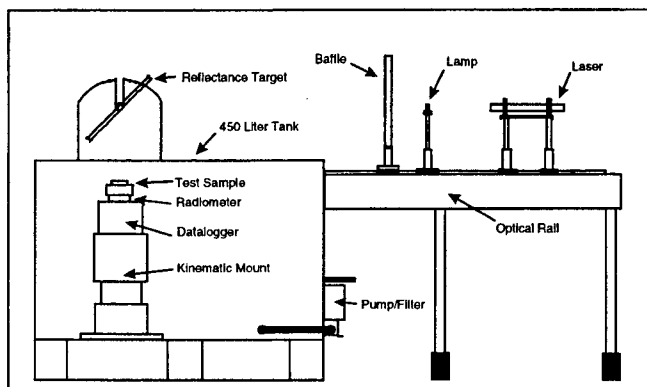 Reflectance Target
450 Liter Tank
Test Sample
Radiometer
Datalogger
Kinematic Mount
Pump/Filter
Baffle
Lamp
Laser
Optical Rail